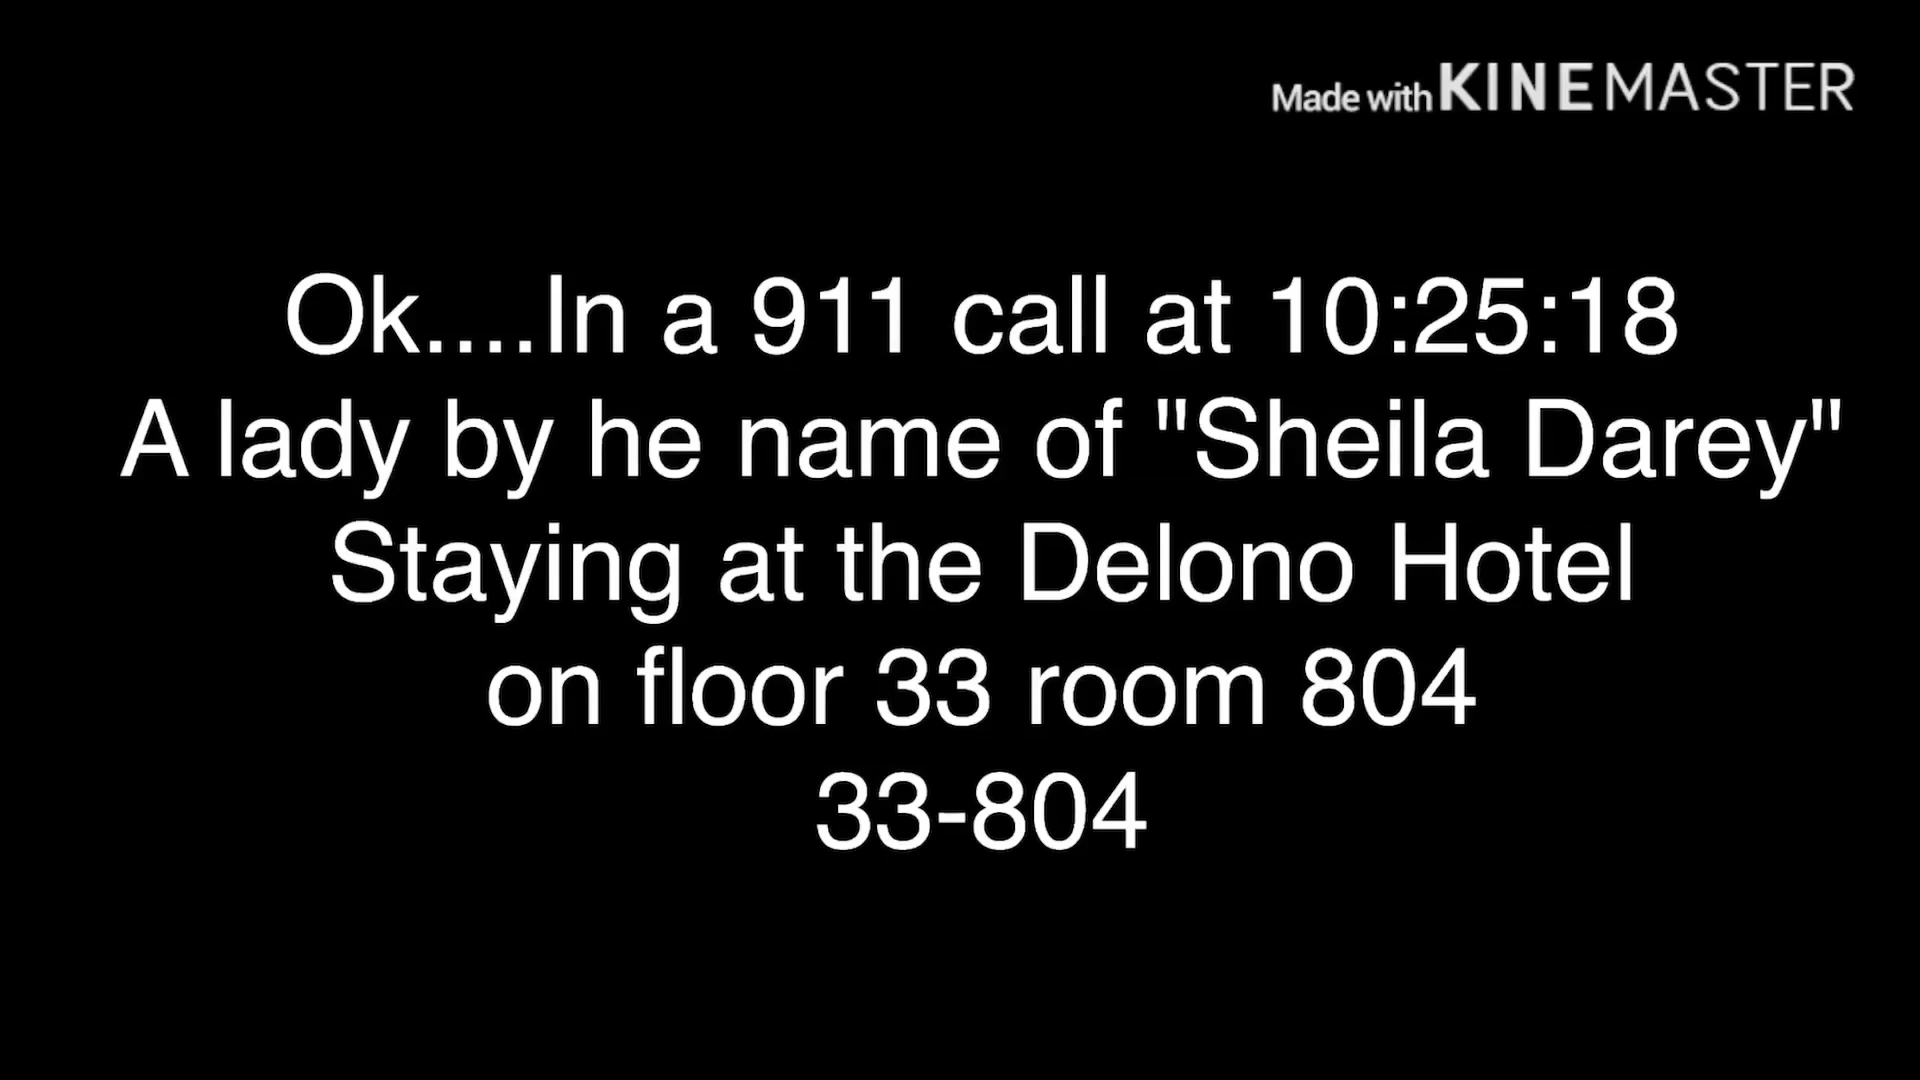 Made with KINEMASTER
Ok....In a 911 call at 10:25:18
A lady by he name of "Sheila Darey"
Staying at the Delono Hotel
on floor 33 room 804
33-804